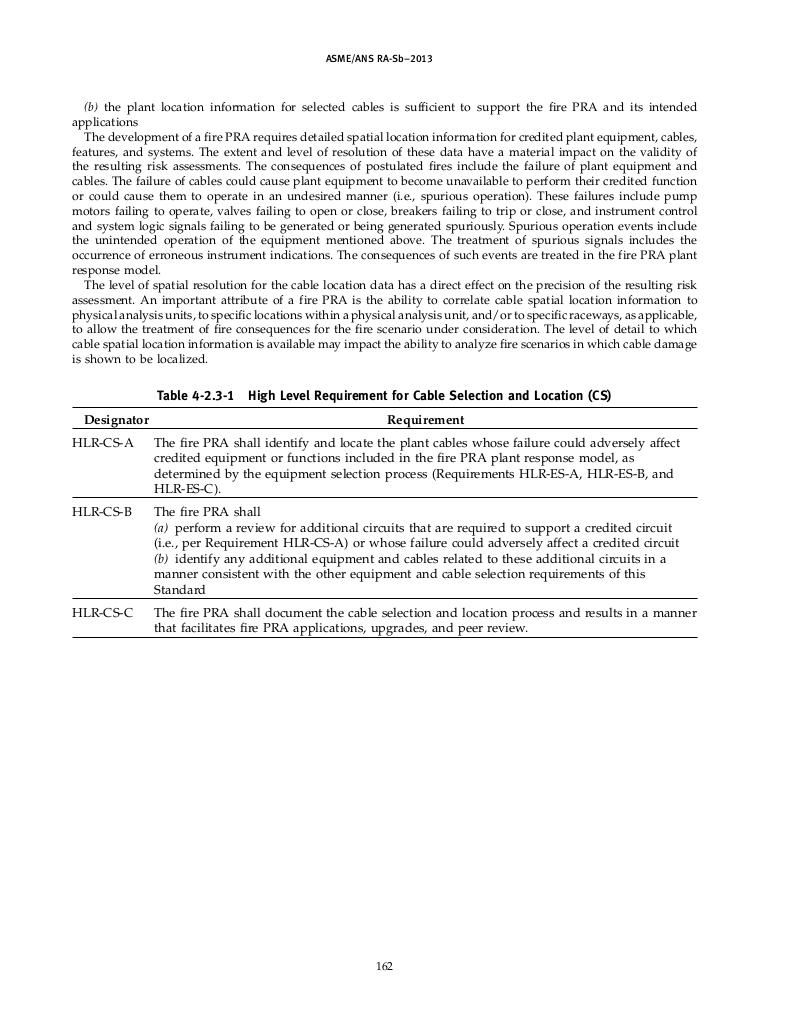 ASME/ANS RA-Sb–2013
(b) the plant location information for selected cables is sufficient to support the fire PRA and its intended
applications
The development of a fire PRA requires detailed spatial location information for credited plant equipment, cables,
features, and systems. The extent and level of resolution of these data have a material impact on the validity of
the resulting risk assessments. The consequences of postulated fires include the failure of plant equipment and
cables. The failure of cables could cause plant equipment to become unavailable to perform their credited function
or could cause them to operate in an undesired manner (i.e., spurious operation). These failures include pump
motors failing to operate, valves failing to open or close, breakers failing to trip or close, and instrument control
and system logic signals failing to be generated or being generated spuriously. Spurious operation events include
the unintended operation of the equipment mentioned above. The treatment of spurious signals includes the
occurrence of erroneous instrument indications. The consequences of such events are treated in the fire PRA plant
response model.
The level of spatial resolution for the cable location data has a direct effect on the precision of the resulting risk
assessment. An important attribute of a fire PRA is the ability to correlate cable spatial location information to
physical analysis units, to specific locations within a physical analysis unit, and/or to specific raceways, as applicable,
to allow the treatment of fire consequences for the fire scenario under consideration. The level of detail to which
cable spatial location information is available may impact the ability to analyze fire scenarios in which cable damage
is shown to be localized.
Table 4-2.3-1 High Level Requirement for Cable Selection and Location (CS)
Designator Requirement
HLR-CS-A The fire PRA shall identify and locate the plant cables whose failure could adversely affect
credited equipment or functions included in the fire PRA plant response model, as
determined by the equipment selection process (Requirements HLR-ES-A, HLR-ES-B, and
HLR-ES-C).
HLR-CS-B The fire PRA shall
(a) perform a review for additional circuits that are required to support a credited circuit
(i.e., per Requirement HLR-CS-A) or whose failure could adversely affect a credited circuit
(b) identify any additional equipment and cables related to these additional circuits in a
manner consistent with the other equipment and cable selection requirements of this
Standard
HLR-CS-C The fire PRA shall document the cable selection and location process and results in a manner
that facilitates fire PRA applications, upgrades, and peer review.
162